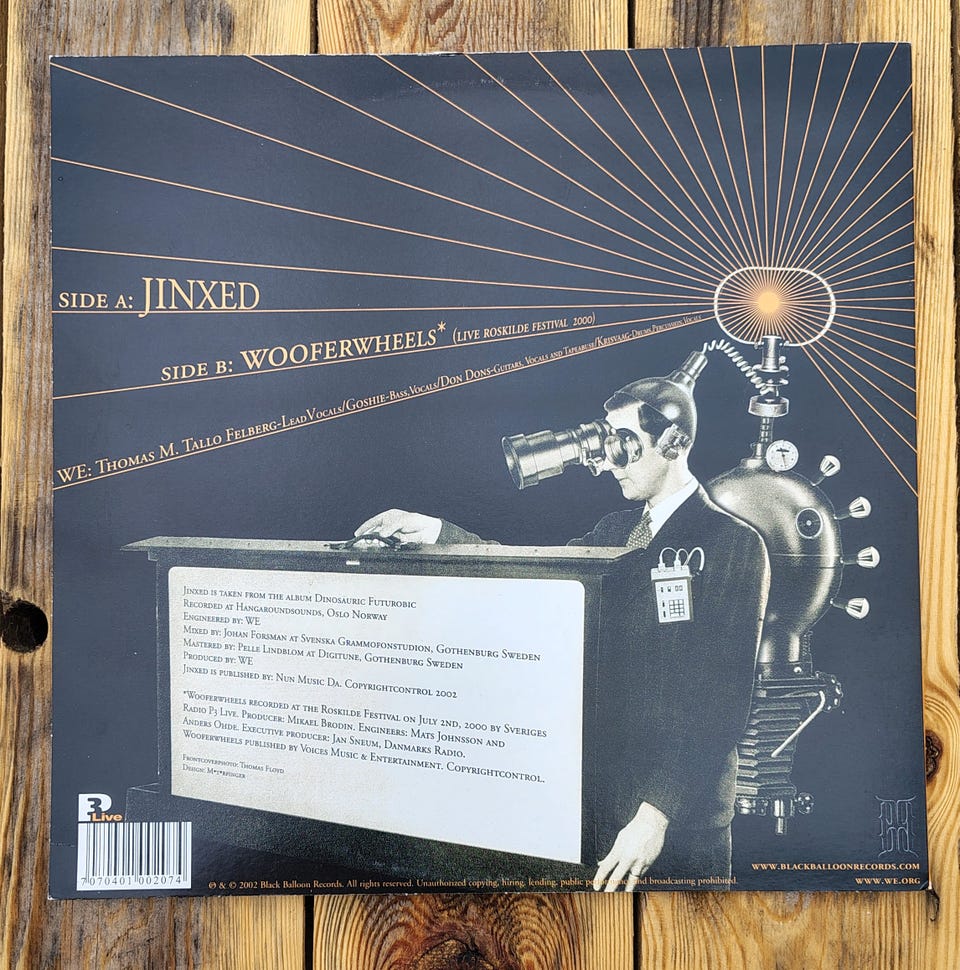 SIDE A: JINXED
SIDE B: WOOFERWHEELS* (LIVE ROSKILDE FESTIVAL 2000)
WE: THOMAS M. TALLO FELBERG-LEADVOCALS/GOSHIE-BASS,VOCALS/DON DONS-GUITARS, VOCALS AND TAPEABUSE/KRISVAAG-DRUMS,PERCUSSION,VOCALS
JINXED IS TAKEN FROM THE ALBUM DINOSAURIC FUTUROBIC
RECORDED AT HANGAROUNDSOUNDS, OSLO NORWAY
ENGINEERED BY: WE
MIXED BY: JOHAN FORSMAN AT SVENSKA GRAMMOFONSTUDION, GOTHENBURG SWEDEN
MASTERED BY: PELLE LINDBLOM AT DIGITUNE, GOTHENBURG SWEDEN
PRODUCED BY: WE
JINXED IS PUBLISHED BY: NUN MUSIC DA. COPYRIGHTCONTROL 2002
*WOOFERWHEELS RECORDED AT THE ROSKILDE FESTIVAL ON JULY 2ND, 2000 BY SVERIGES
RADIO P3 LIVE. PRODUCER: MIKAEL BRODIN. ENGINEERS: MATS JOHNSSON AND
ANDERS OHDE. EXECUTIVE PRODUCER: JAN SNEUM, DANMARKS RADIO.
WOOFERWHEELS PUBLISHED BY VOICES MUSIC & ENTERTAINMENT. COPYRIGHTCONTROL.
FRONTCOVERPHOTO: THOMAS FLOYD
DESIGN:
P3
Live
7070401 002074
WWW.BLACKBALLOONRECORDS.COM
WWW.WE.ORG
℗ & © 2002 Black Balloon Records. All rights reserved. Unauthorized copying, hiring, lending, public performance and broadcasting prohibited.